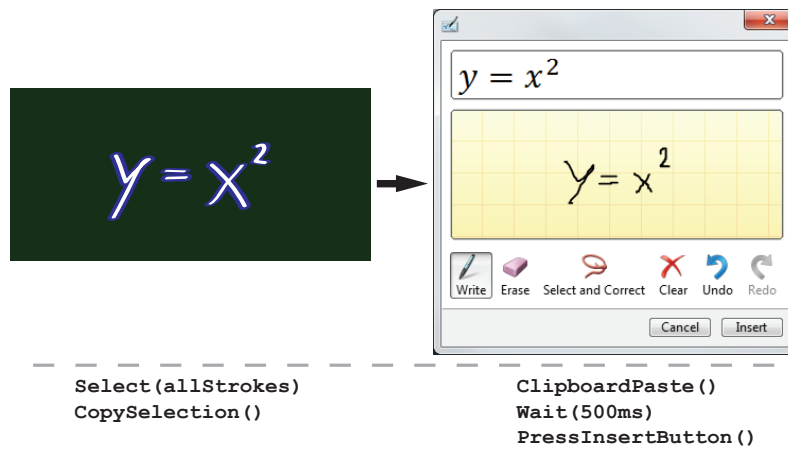 y = x²
y = x²
y = x²
Write Erase Select and Correct Clear Undo Redo
Cancel Insert
Select(allStrokes)
CopySelection()
ClipboardPaste()
Wait(500ms)
PressInsertButton()